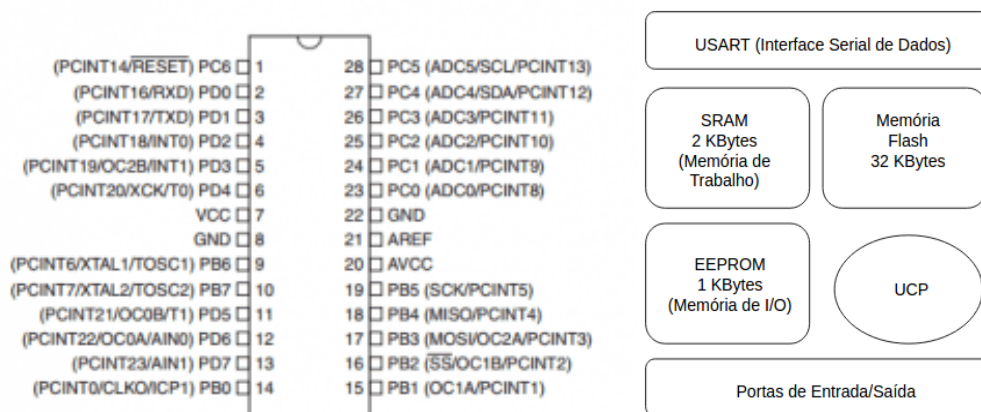 (PCINT14/RESET) PC6 1
(PCINT16/RXD) PD0 2
(PCINT17/TXD) PD1 3
(PCINT18/INT0) PD2 4
(PCINT19/OC2B/INT1) PD3 5
(PCINT20/XCK/T0) PD4 6
VCC 7
GND 8
(PCINT6/XTAL1/TOSC1) PB6 9
(PCINT7/XTAL2/TOSC2) PB7 10
(PCINT21/OC0B/T1) PD5 11
(PCINT22/OC0A/AIN0) PD6 12
(PCINT23/AIN1) PD7 13
(PCINT0/CLKO/ICP1) PB0 14
28 PC5 (ADC5/SCL/PCINT13)
27 PC4 (ADC4/SDA/PCINT12)
26 PC3 (ADC3/PCINT11)
25 PC2 (ADC2/PCINT10)
24 PC1 (ADC1/PCINT9)
23 PC0 (ADC0/PCINT8)
22 GND
21 AREF
20 AVCC
19 PB5 (SCK/PCINT5)
18 PB4 (MISO/PCINT4)
17 PB3 (MOSI/OC2A/PCINT3)
16 PB2 (SS/OC1B/PCINT2)
15 PB1 (OC1A/PCINT1)
USART (Interface Serial de Dados)
SRAM
2 KBytes
(Memória de
Trabalho)
Memória
Flash
32 KBytes
EEPROM
1 KBytes
(Memória de I/O)
UCP
Portas de Entrada/Saída